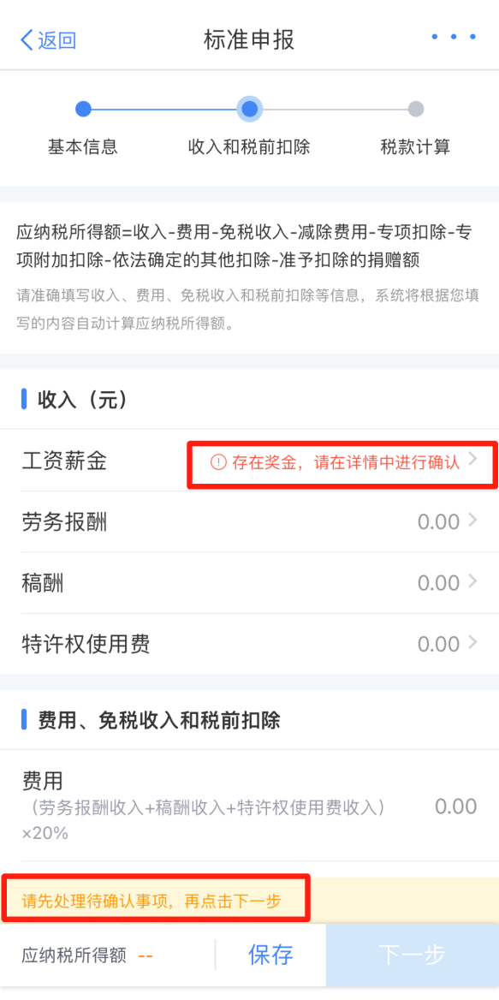 返回
标准申报
基本信息
收入和税前扣除
税款计算
应纳税所得额=收入-费用-免税收入-减除费用-专项扣除-专
项附加扣除-依法确定的其他扣除-准予扣除的捐赠额
请准确填写收入、费用、免税收入和税前扣除等信息，系统将根据您填
写的内容自动计算应纳税所得额。
收入（元）
工资薪金 存在奖金，请在详情中进行确认
劳务报酬 0.00
稿酬 0.00
特许权使用费 0.00
费用、免税收入和税前扣除
费用
（劳务报酬收入+稿酬收入+特许权使用费收入） 0.00
×20%
请先处理待确认事项，再点击下一步
应纳税所得额 -- 保存 下一步